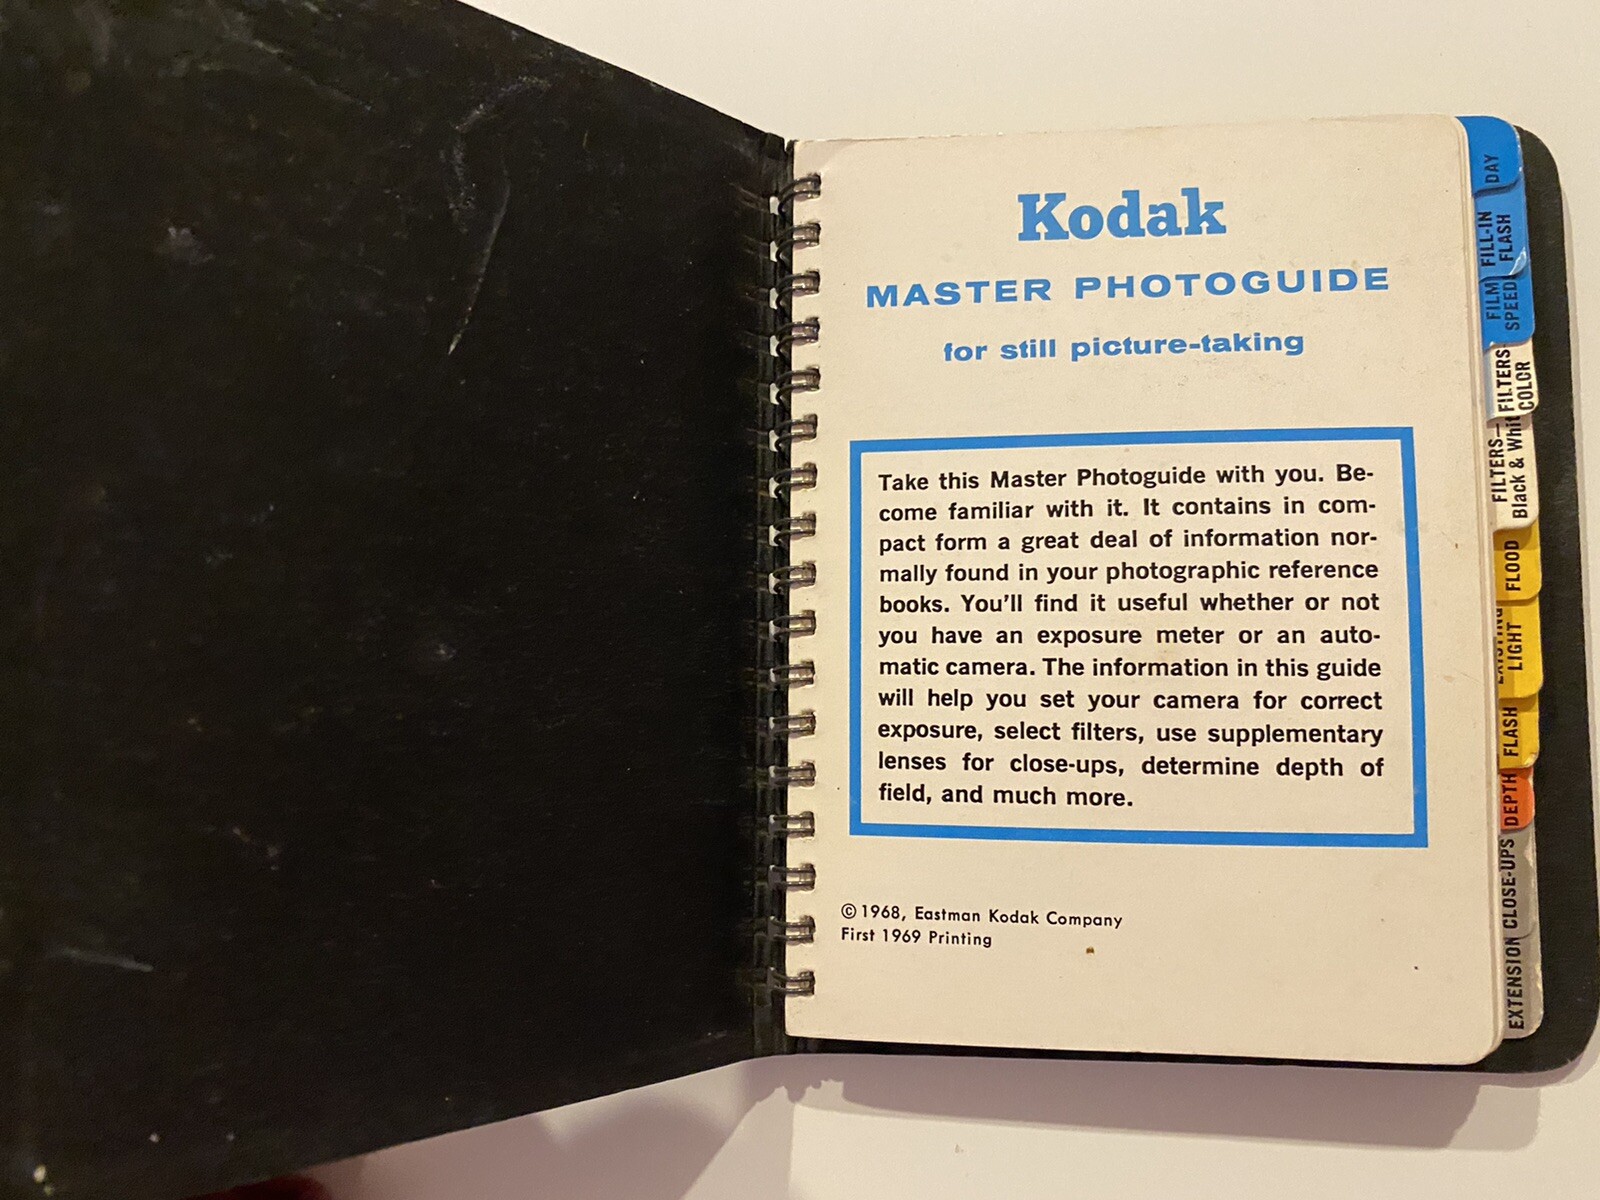 Kodak
MASTER PHOTOGUIDE
for still picture-taking
Take this Master Photoguide with you. Be-
come familiar with it. It contains in com-
pact form a great deal of information nor-
mally found in your photographic reference
books. You'll find it useful whether or not
you have an exposure meter or an auto-
matic camera. The information in this guide
will help you set your camera for correct
exposure, select filters, use supplementary
lenses for close-ups, determine depth of
field, and much more.
© 1968, Eastman Kodak Company
First 1969 Printing
DAY
FILL-IN
FLASH
FILM
SPEED
FILTERS-
COLOR
FILTERS—
Black &
FLOOD
LIGHT
FLASH
DEPTH
CLOSE-UPS
EXTENSION